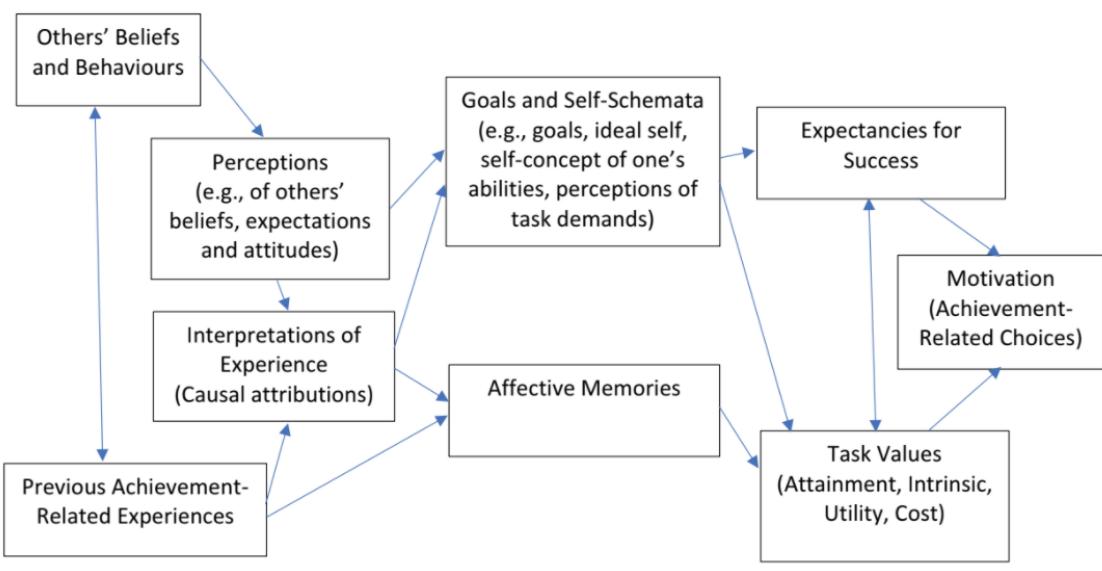 Others’ Beliefs
and Behaviours
Perceptions
(e.g., of others’
beliefs, expectations
and attitudes)
Interpretations of
Experience
(Causal attributions)
Previous Achievement-
Related Experiences
Goals and Self-Schemata
(e.g., goals, ideal self,
self-concept of one’s
abilities, perceptions of
task demands)
Affective Memories
Expectancies for
Success
Motivation
(Achievement-
Related Choices)
Task Values
(Attainment, Intrinsic,
Utility, Cost)